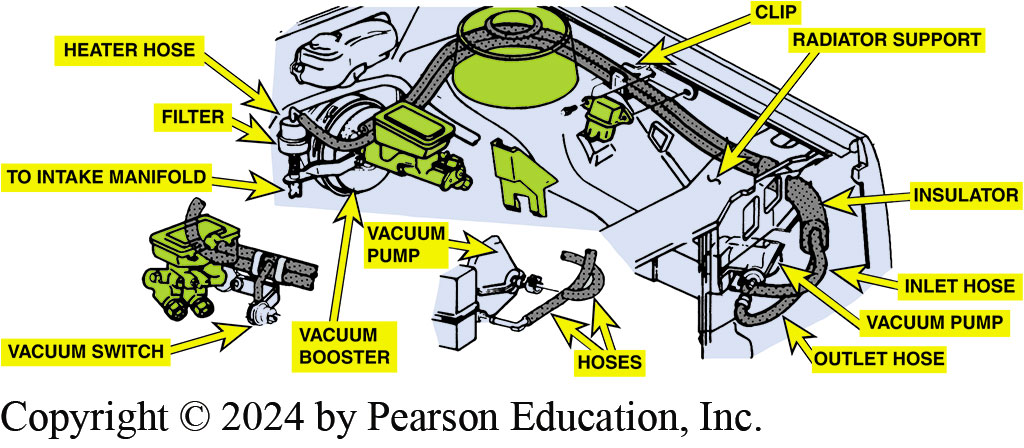 CLIP
RADIATOR SUPPORT
HEATER HOSE
FILTER
TO INTAKE MANIFOLD
INSULATOR
VACUUM
PUMP
INLET HOSE
VACUUM PUMP
VACUUM SWITCH
VACUUM
BOOSTER
HOSES
OUTLET HOSE
Copyright © 2024 by Pearson Education, Inc.